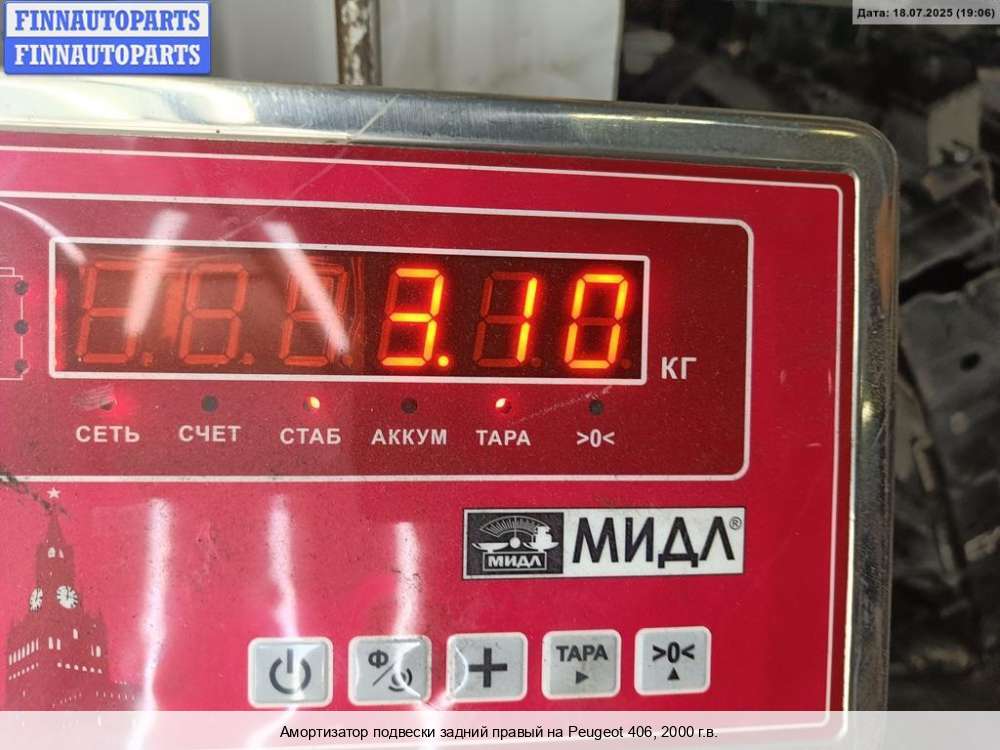 FINNAUTOPARTS
FINNAUTOPARTS
Дата: 18.07.2025 (19:06)
3.10
КГ
СЕТЬ СЧЕТ СТАБ АККУМ ТАРА >0<
МИДЛ МИДЛ®
Ф ТАРА >0<
Амортизатор подвески задний правый на Peugeot 406, 2000 г.в.